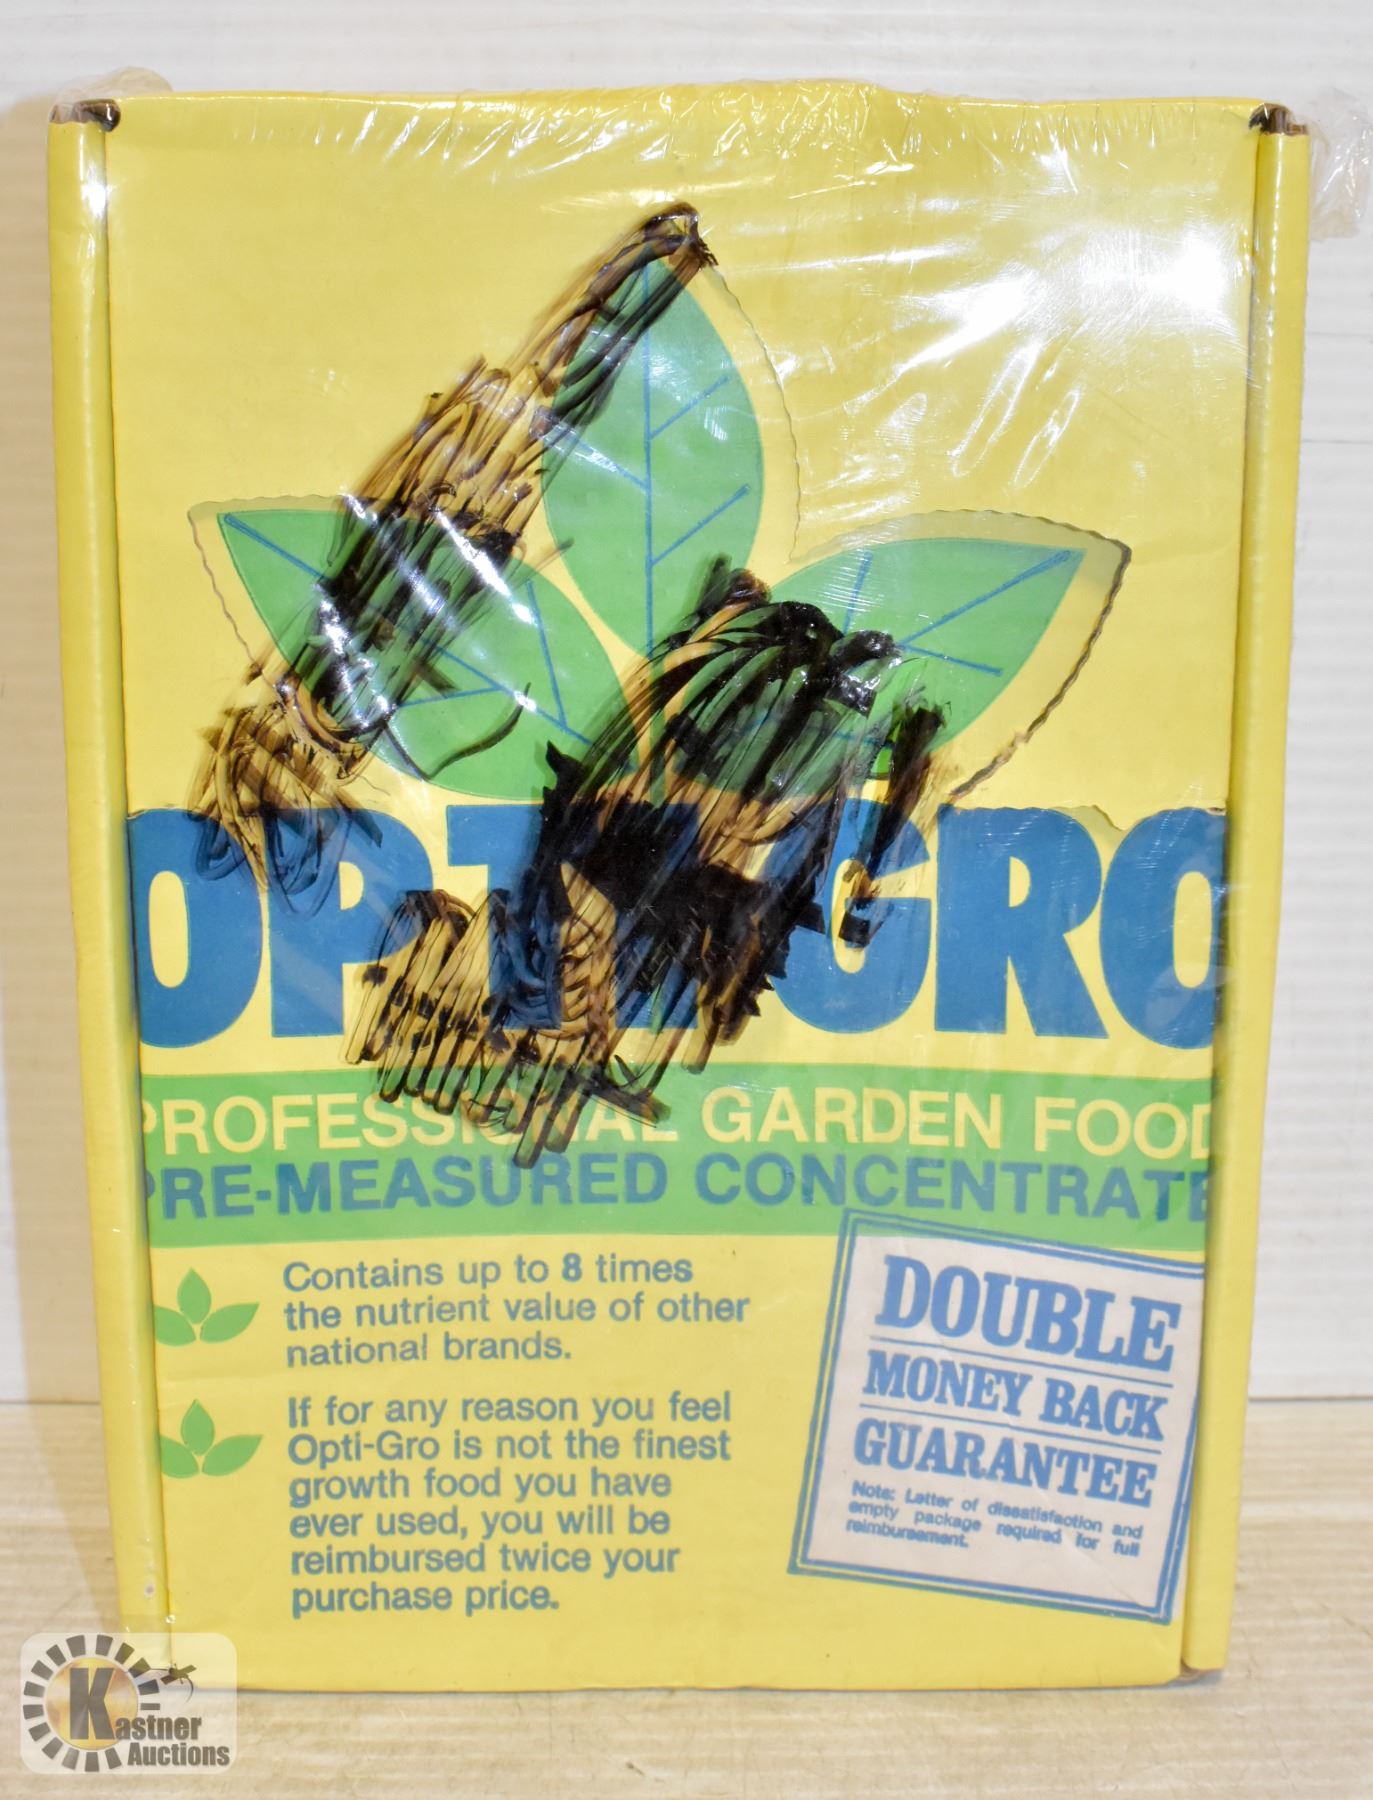 OPTI-GRO
PROFESSIONAL GARDEN FOOD
PRE-MEASURED CONCENTRATE
Contains up to 8 times
the nutrient value of other
national brands.
If for any reason you feel
Opti-Gro is not the finest
growth food you have
ever used, you will be
reimbursed twice your
purchase price.
DOUBLE
MONEY BACK
GUARANTEE
Note: Letter of dissatisfaction and
empty package required for full
reimbursement.
Kastner
Auctions